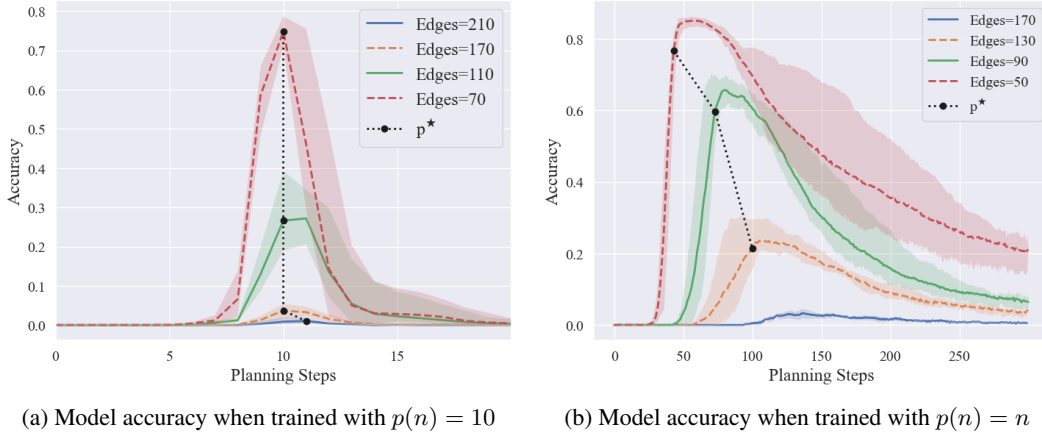 0.8
0.7
0.6
0.5
0.4
0.3
0.2
0.1
0.0
Accuracy
0
5
10
15
Planning Steps
Edges=210
Edges=170
Edges=110
Edges=70
p★
(a) Model accuracy when trained with p(n) = 10
0.8
0.6
0.4
0.2
0.0
Accuracy
0
50
100
150
200
250
Planning Steps
Edges=170
Edges=130
Edges=90
Edges=50
p★
(b) Model accuracy when trained with p(n) = n